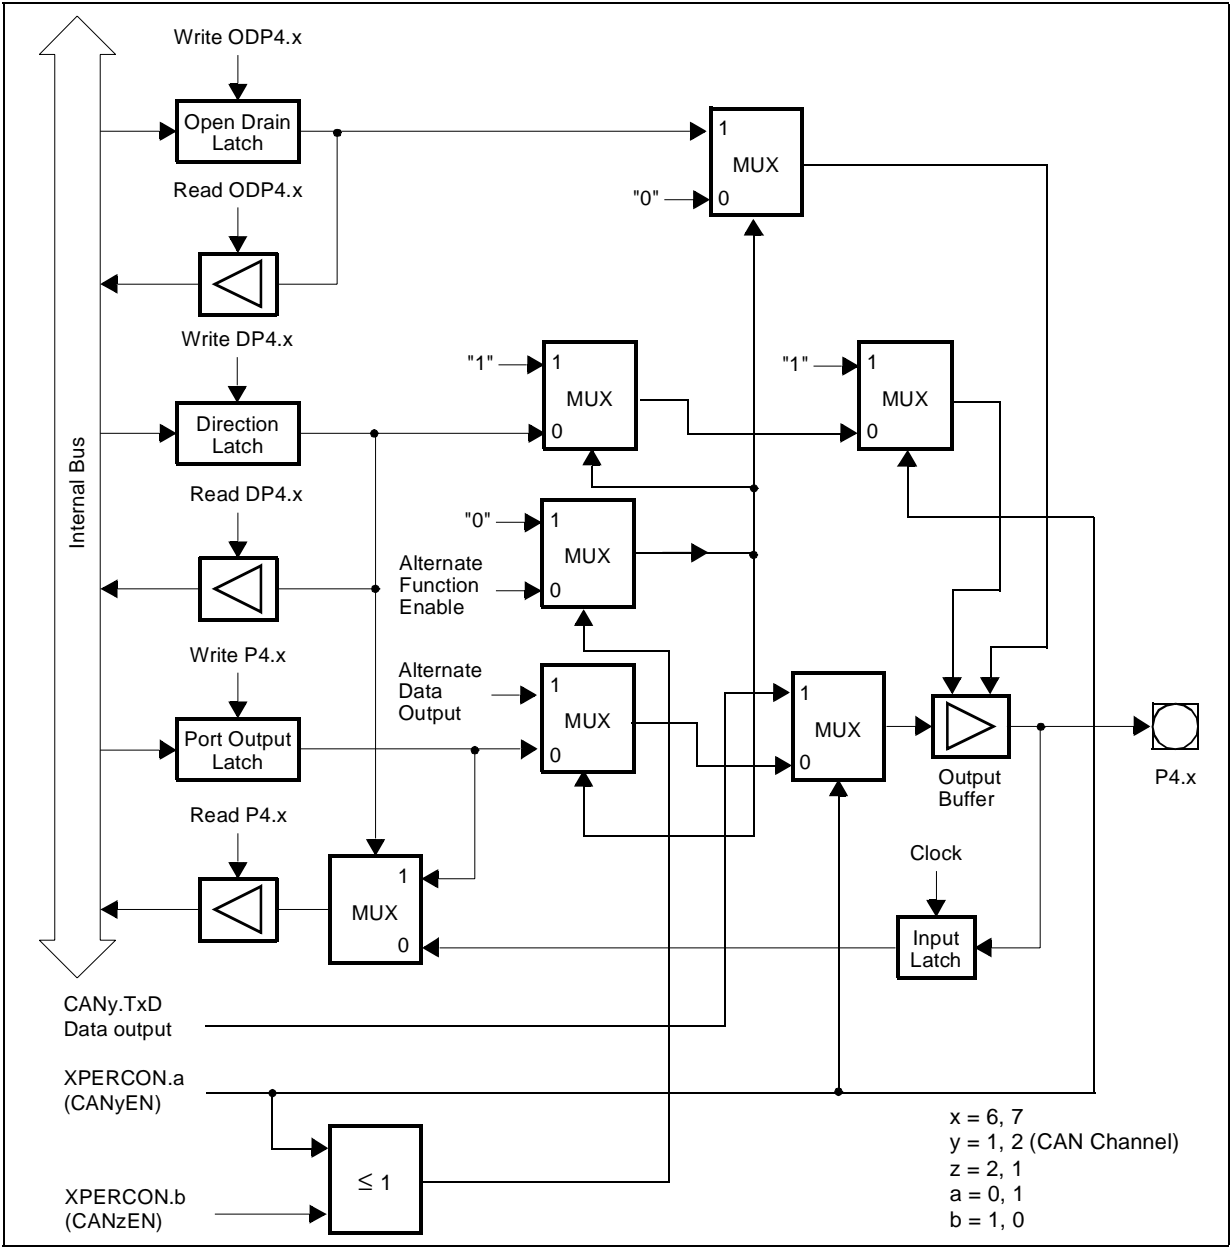 Write ODP4.x
Open Drain
Latch
1
MUX
"0"
0
Read ODP4.x
Write DP4.x
"1"
1
MUX
0
"1"
1
MUX
0
Direction
Latch
Internal Bus
Read DP4.x
"0"
1
MUX
0
Alternate
Function
Enable
Write P4.x
Alternate
Data
Output
1
MUX
0
1
MUX
0
Port Output
Latch
Output
Buffer
P4.x
Read P4.x
1
MUX
0
Clock
Input
Latch
CANy.TxD
Data output
XPERCON.a
(CANyEN)
≤ 1
XPERCON.b
(CANzEN)
x = 6, 7
y = 1, 2 (CAN Channel)
z = 2, 1
a = 0, 1
b = 1, 0